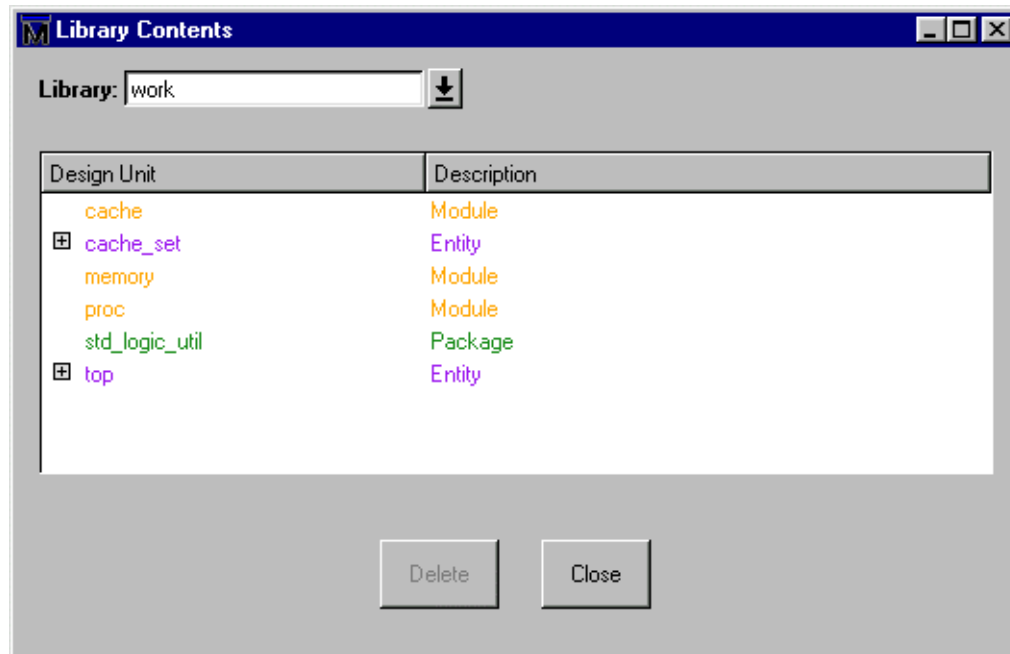 Library Contents
Library: work
Design Unit Description
cache Module
cache_set Entity
memory Module
proc Module
std_logic_util Package
top Entity
Delete Close